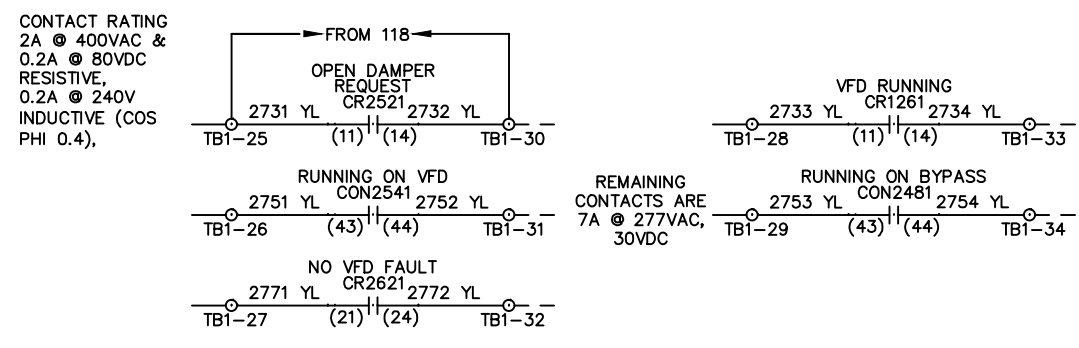 CONTACT RATING
2A @ 400VAC &
0.2A @ 80VDC
RESISTIVE,
0.2A @ 240V
INDUCTIVE (COS
PHI 0.4),
FROM 118
OPEN DAMPER
REQUEST
CR2521
2731 YL
2732 YL
TB1-25
(11)
(14)
TB1-30
VFD RUNNING
CR1261
2733 YL
2734 YL
TB1-28
(11)
(14)
TB1-33
RUNNING ON VFD
CON2541
2751 YL
2752 YL
TB1-26
(43)
(44)
TB1-31
REMAINING
CONTACTS ARE
7A @ 277VAC,
30VDC
RUNNING ON BYPASS
CON2481
2753 YL
2754 YL
TB1-29
(43)
(44)
TB1-34
NO VFD FAULT
CR2621
2771 YL
2772 YL
TB1-27
(21)
(24)
TB1-32